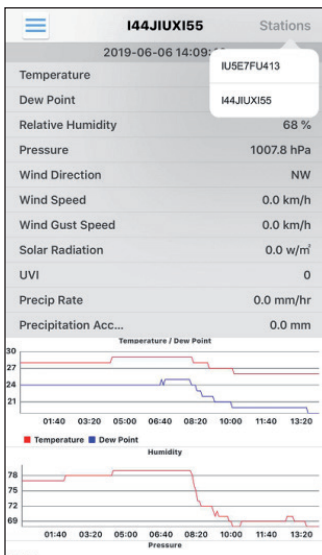 I44JIUXI55 Stations
2019-06-06 14:09:
IU5E7FU413
I44JIUXI55
Temperature
Dew Point
Relative Humidity 68 %
Pressure 1007.8 hPa
Wind Direction NW
Wind Speed 0.0 km/h
Wind Gust Speed 0.0 km/h
Solar Radiation 0.0 w/㎡
UVI 0
Precip Rate 0.0 mm/hr
Precipitation Acc... 0.0 mm
Temperature / Dew Point
30
27
24
21
01:40 03:20 05:00 06:40 08:20 10:00 11:40 13:20
Temperature Dew Point
Humidity
78
75
72
69
01:40 03:20 05:00 06:40 08:20 10:00 11:40 13:20
Pressure